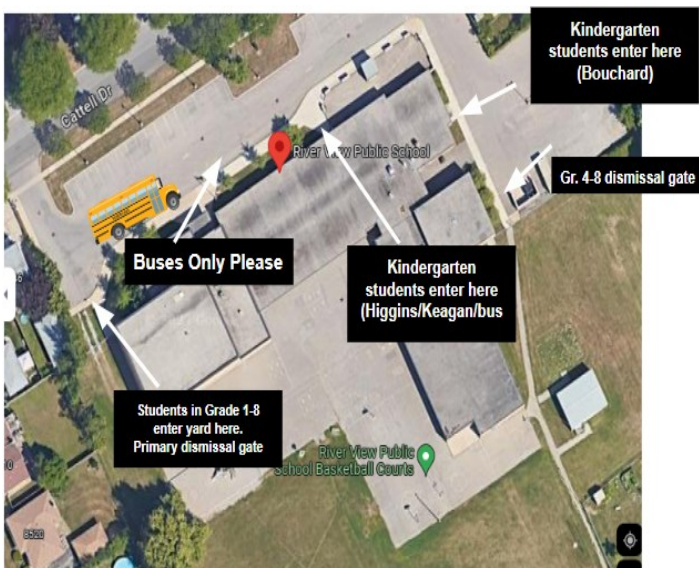 Kindergarten
students enter here
(Bouchard)
Cattell Dr
River View Public School
Gr. 4-8 dismissal gate
Buses Only Please
Kindergarten
students enter here
(Higgins/Keagan/bus
Students in Grade 1-8
enter yard here.
Primary dismissal gate
River View Public
School Basketball Courts
8520